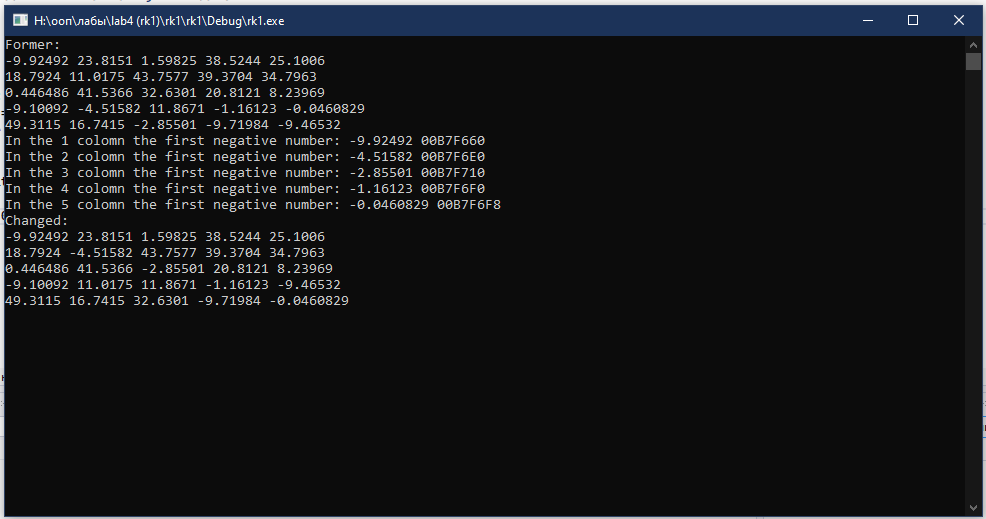 H:\ооп\лабы\lab4 (rk1)\rk1\rk1\Debug\rk1.exe
Former:
-9.92492 23.8151 1.59825 38.5244 25.1006
18.7924 11.0175 43.7577 39.3704 34.7963
0.446486 41.5366 32.6301 20.8121 8.23969
-9.10092 -4.51582 11.8671 -1.16123 -0.0460829
49.3115 16.7415 -2.85501 -9.71984 -9.46532
In the 1 colomn the first negative number: -9.92492 00B7F660
In the 2 colomn the first negative number: -4.51582 00B7F6E0
In the 3 colomn the first negative number: -2.85501 00B7F710
In the 4 colomn the first negative number: -1.16123 00B7F6F0
In the 5 colomn the first negative number: -0.0460829 00B7F6F8
Changed:
-9.92492 23.8151 1.59825 38.5244 25.1006
18.7924 -4.51582 43.7577 39.3704 34.7963
0.446486 41.5366 -2.85501 20.8121 8.23969
-9.10092 11.0175 11.8671 -1.16123 -9.46532
49.3115 16.7415 32.6301 -9.71984 -0.0460829